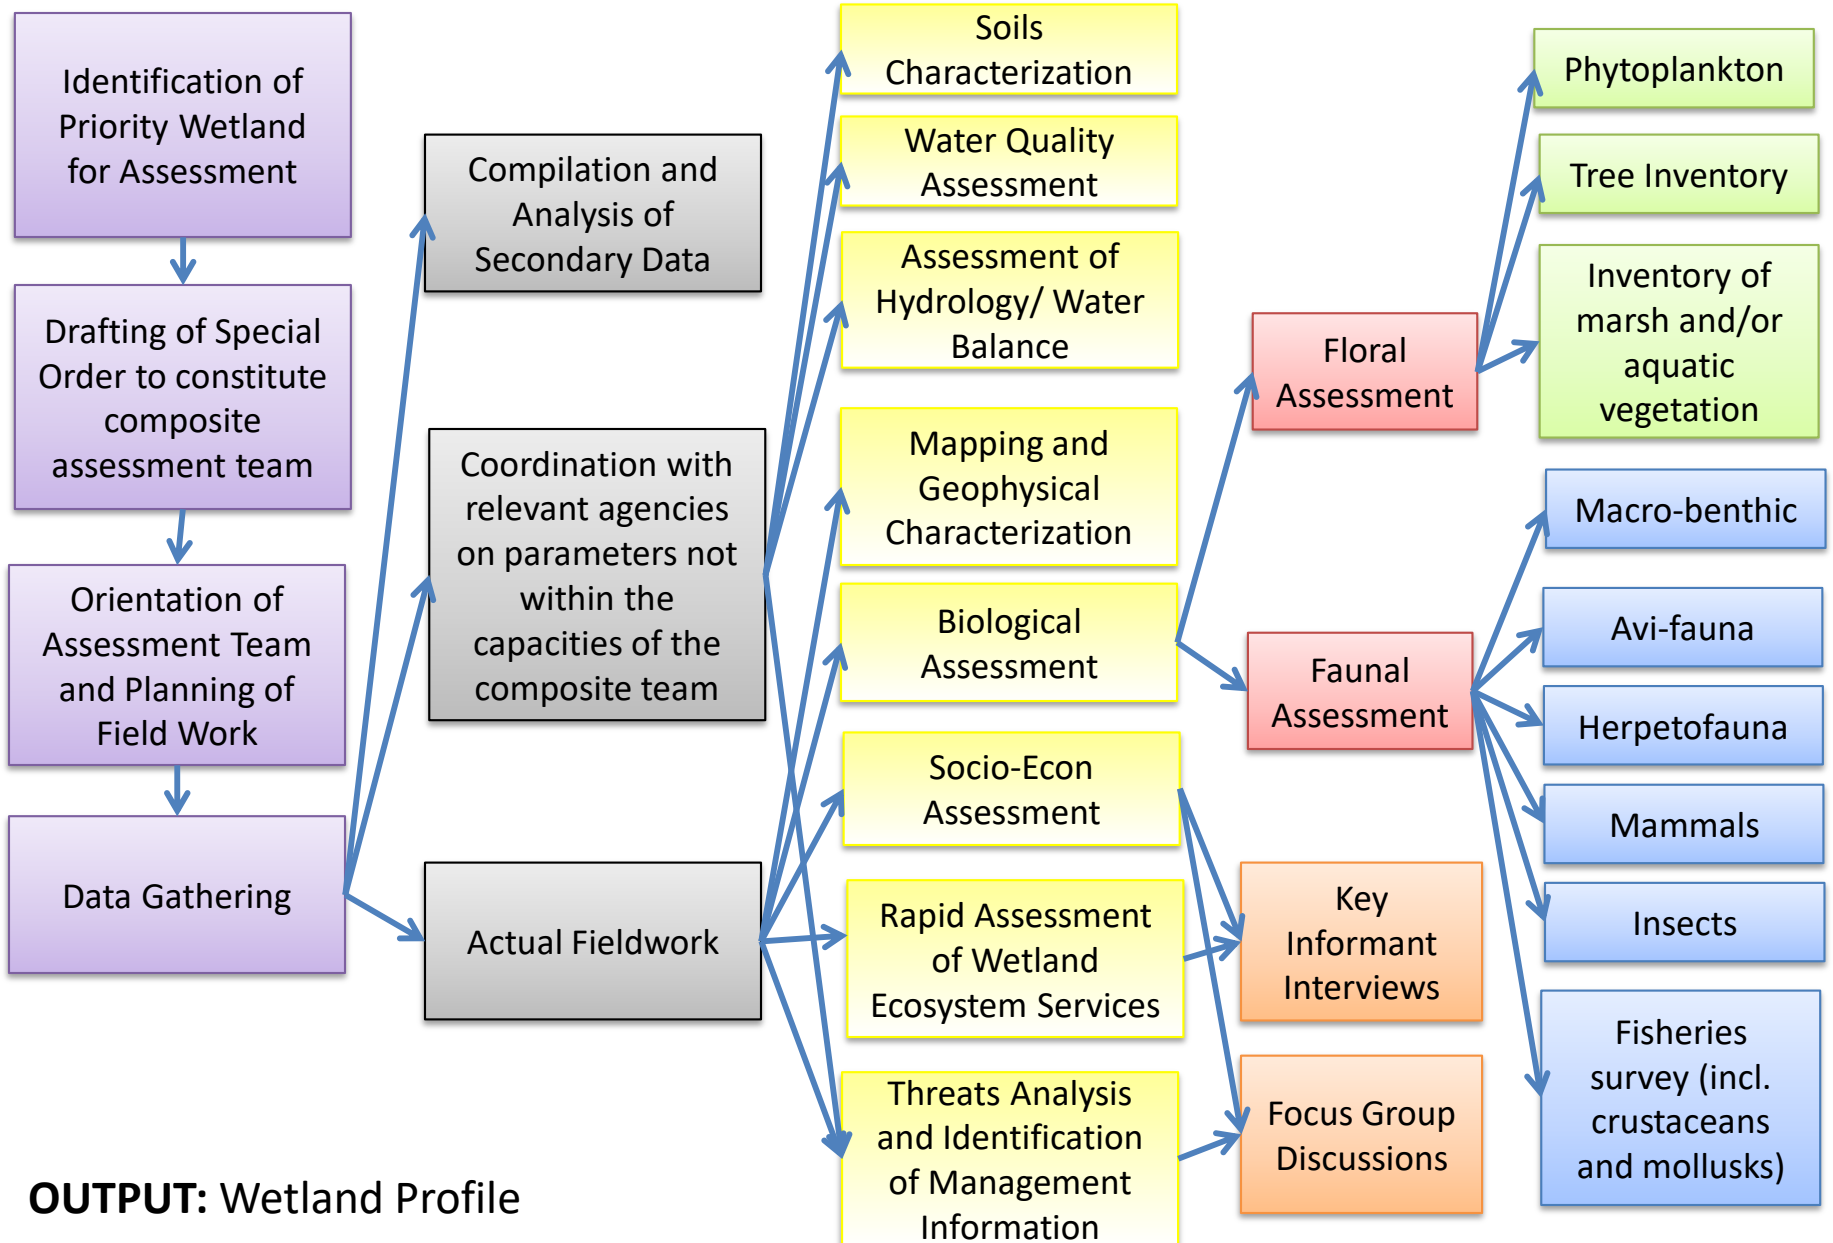 Identification of
Priority Wetland
for Assessment
Drafting of Special
Order to constitute
composite
assessment team
Orientation of
Assessment Team
and Planning of
Field Work
Data Gathering
Compilation and
Analysis of
Secondary Data
Coordination with
relevant agencies
on parameters not
within the
capacities of the
composite team
Actual Fieldwork
Soils
Characterization
Water Quality
Assessment
Assessment of
Hydrology/ Water
Balance
Mapping and
Geophysical
Characterization
Biological
Assessment
Socio-Econ
Assessment
Rapid Assessment
of Wetland
Ecosystem Services
Threats Analysis
and Identification
of Management
Information
Floral
Assessment
Faunal
Assessment
Key
Informant
Interviews
Focus Group
Discussions
Phytoplankton
Tree Inventory
Inventory of
marsh and/or
aquatic
vegetation
Macro-benthic
Avi-fauna
Herpetofauna
Mammals
Insects
Fisheries
survey (incl.
crustaceans
and mollusks)
OUTPUT: Wetland Profile